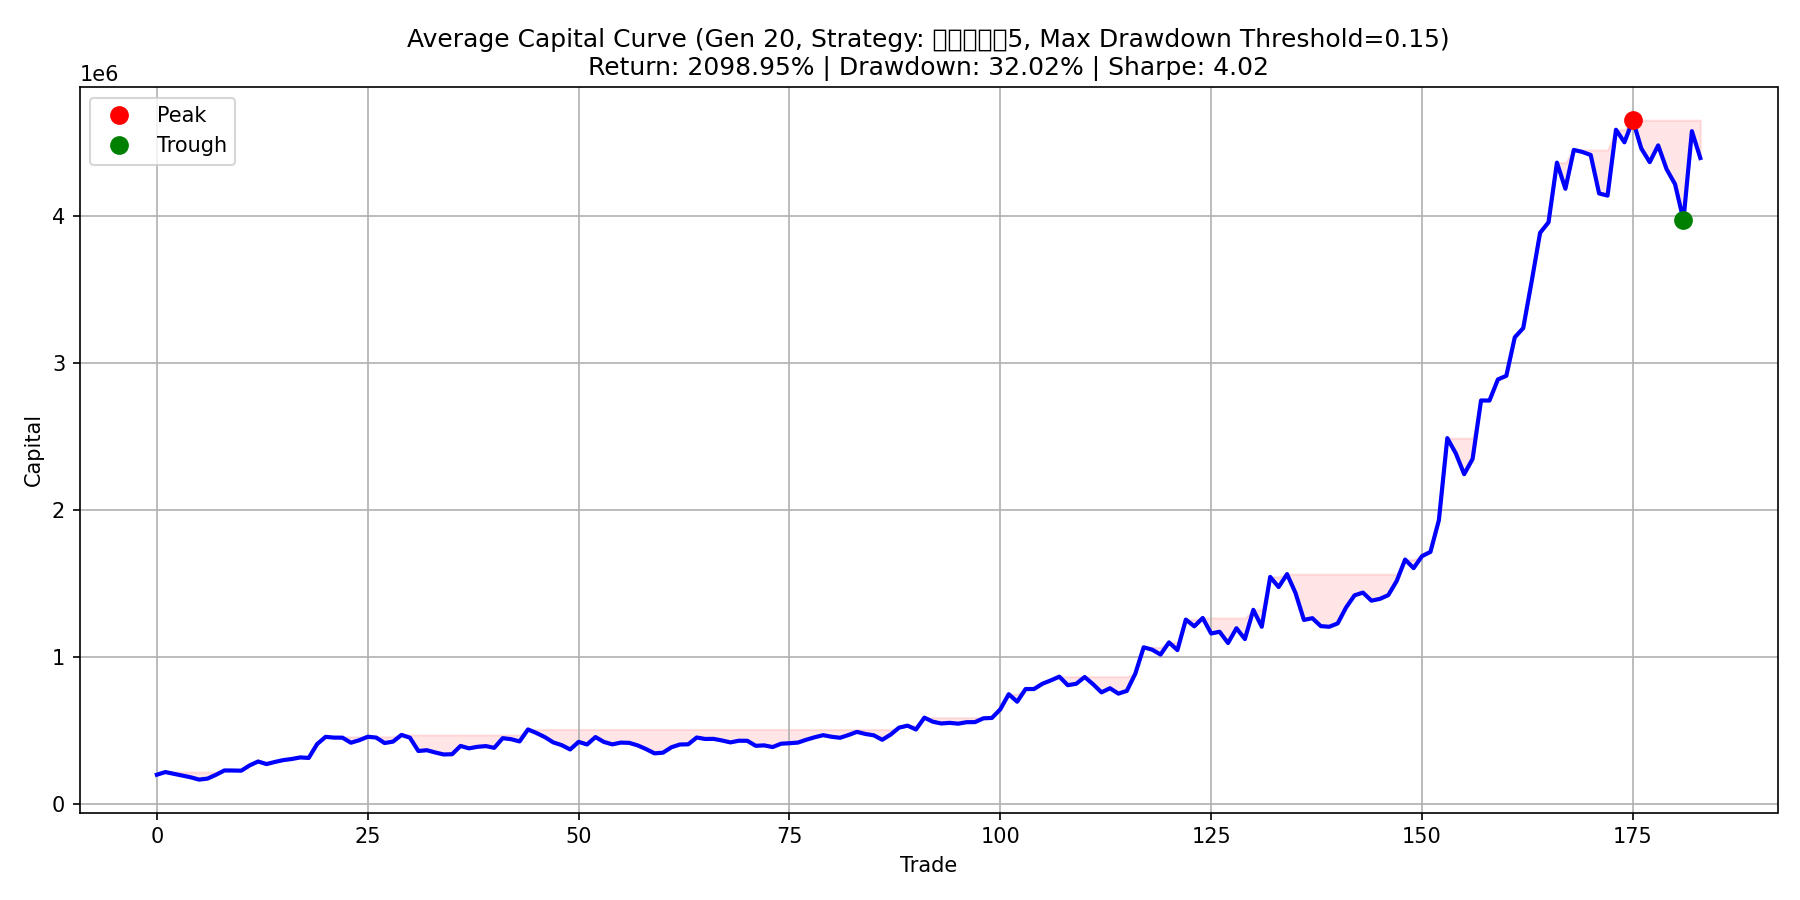 Average Capital Curve (Gen 20, Strategy: □□□□□5, Max Drawdown Threshold=0.15)
Return: 2098.95% | Drawdown: 32.02% | Sharpe: 4.02
1e6
Peak
Trough
4
3
2
1
0
Capital
0 25 50 75 100 125 150 175
Trade